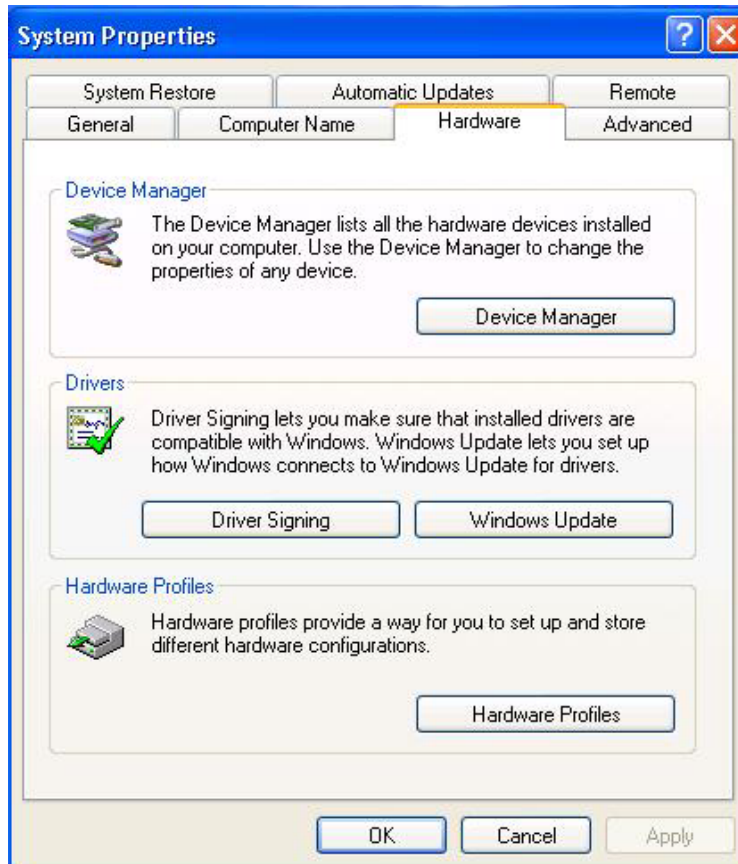 System Properties
System Restore Automatic Updates Remote
General Computer Name Hardware Advanced
Device Manager
The Device Manager lists all the hardware devices installed
on your computer. Use the Device Manager to change the
properties of any device.
Device Manager
Drivers
Driver Signing lets you make sure that installed drivers are
compatible with Windows. Windows Update lets you set up
how Windows connects to Windows Update for drivers.
Driver Signing Windows Update
Hardware Profiles
Hardware profiles provide a way for you to set up and store
different hardware configurations.
Hardware Profiles
OK Cancel Apply